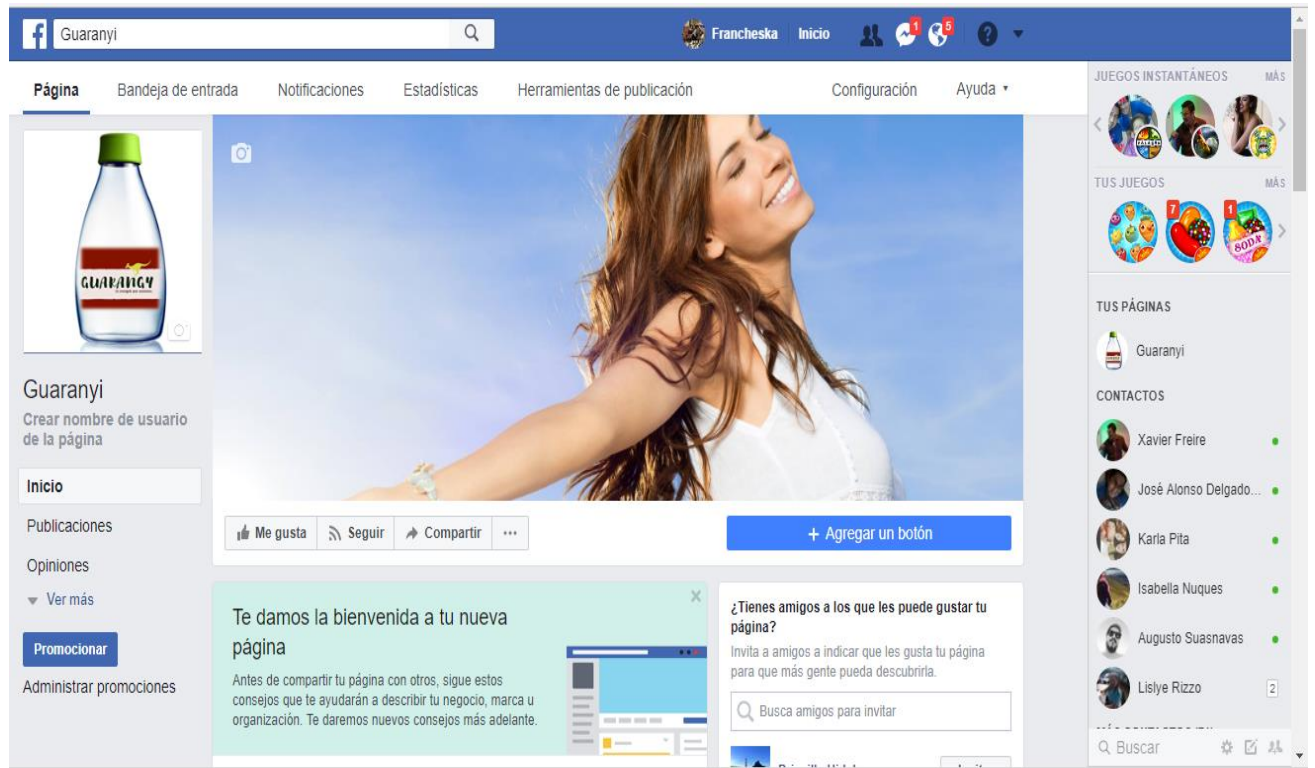 Guaranyi
Francheska Inicio 1 5 ?
Página Bandeja de entrada Notificaciones Estadísticas Herramientas de publicación Configuración Ayuda
GUARANGY
Guaranyi
Crear nombre de usuario
de la página
Inicio
Publicaciones
Opiniones
Ver más
Promocionar
Administrar promociones
Me gusta Seguir Compartir ...
+ Agregar un botón
Te damos la bienvenida a tu nueva
página
Antes de compartir tu página con otros, sigue estos
consejos que te ayudarán a describir tu negocio, marca u
organización. Te daremos nuevos consejos más adelante.
¿Tienes amigos a los que les puede gustar tu
página?
Invita a amigos a indicar que les gusta tu página
para que más gente pueda descubrirla.
Busca amigos para invitar
JUEGOS INSTANTÁNEOS MÁS
TUS JUEGOS MÁS
7 1
SODA
TUS PÁGINAS
Guaranyi
CONTACTOS
Xavier Freire
José Alonso Delgado...
Karla Pita
Isabella Nuques
Augusto Suasnavas
Lislye Rizzo 2
Buscar